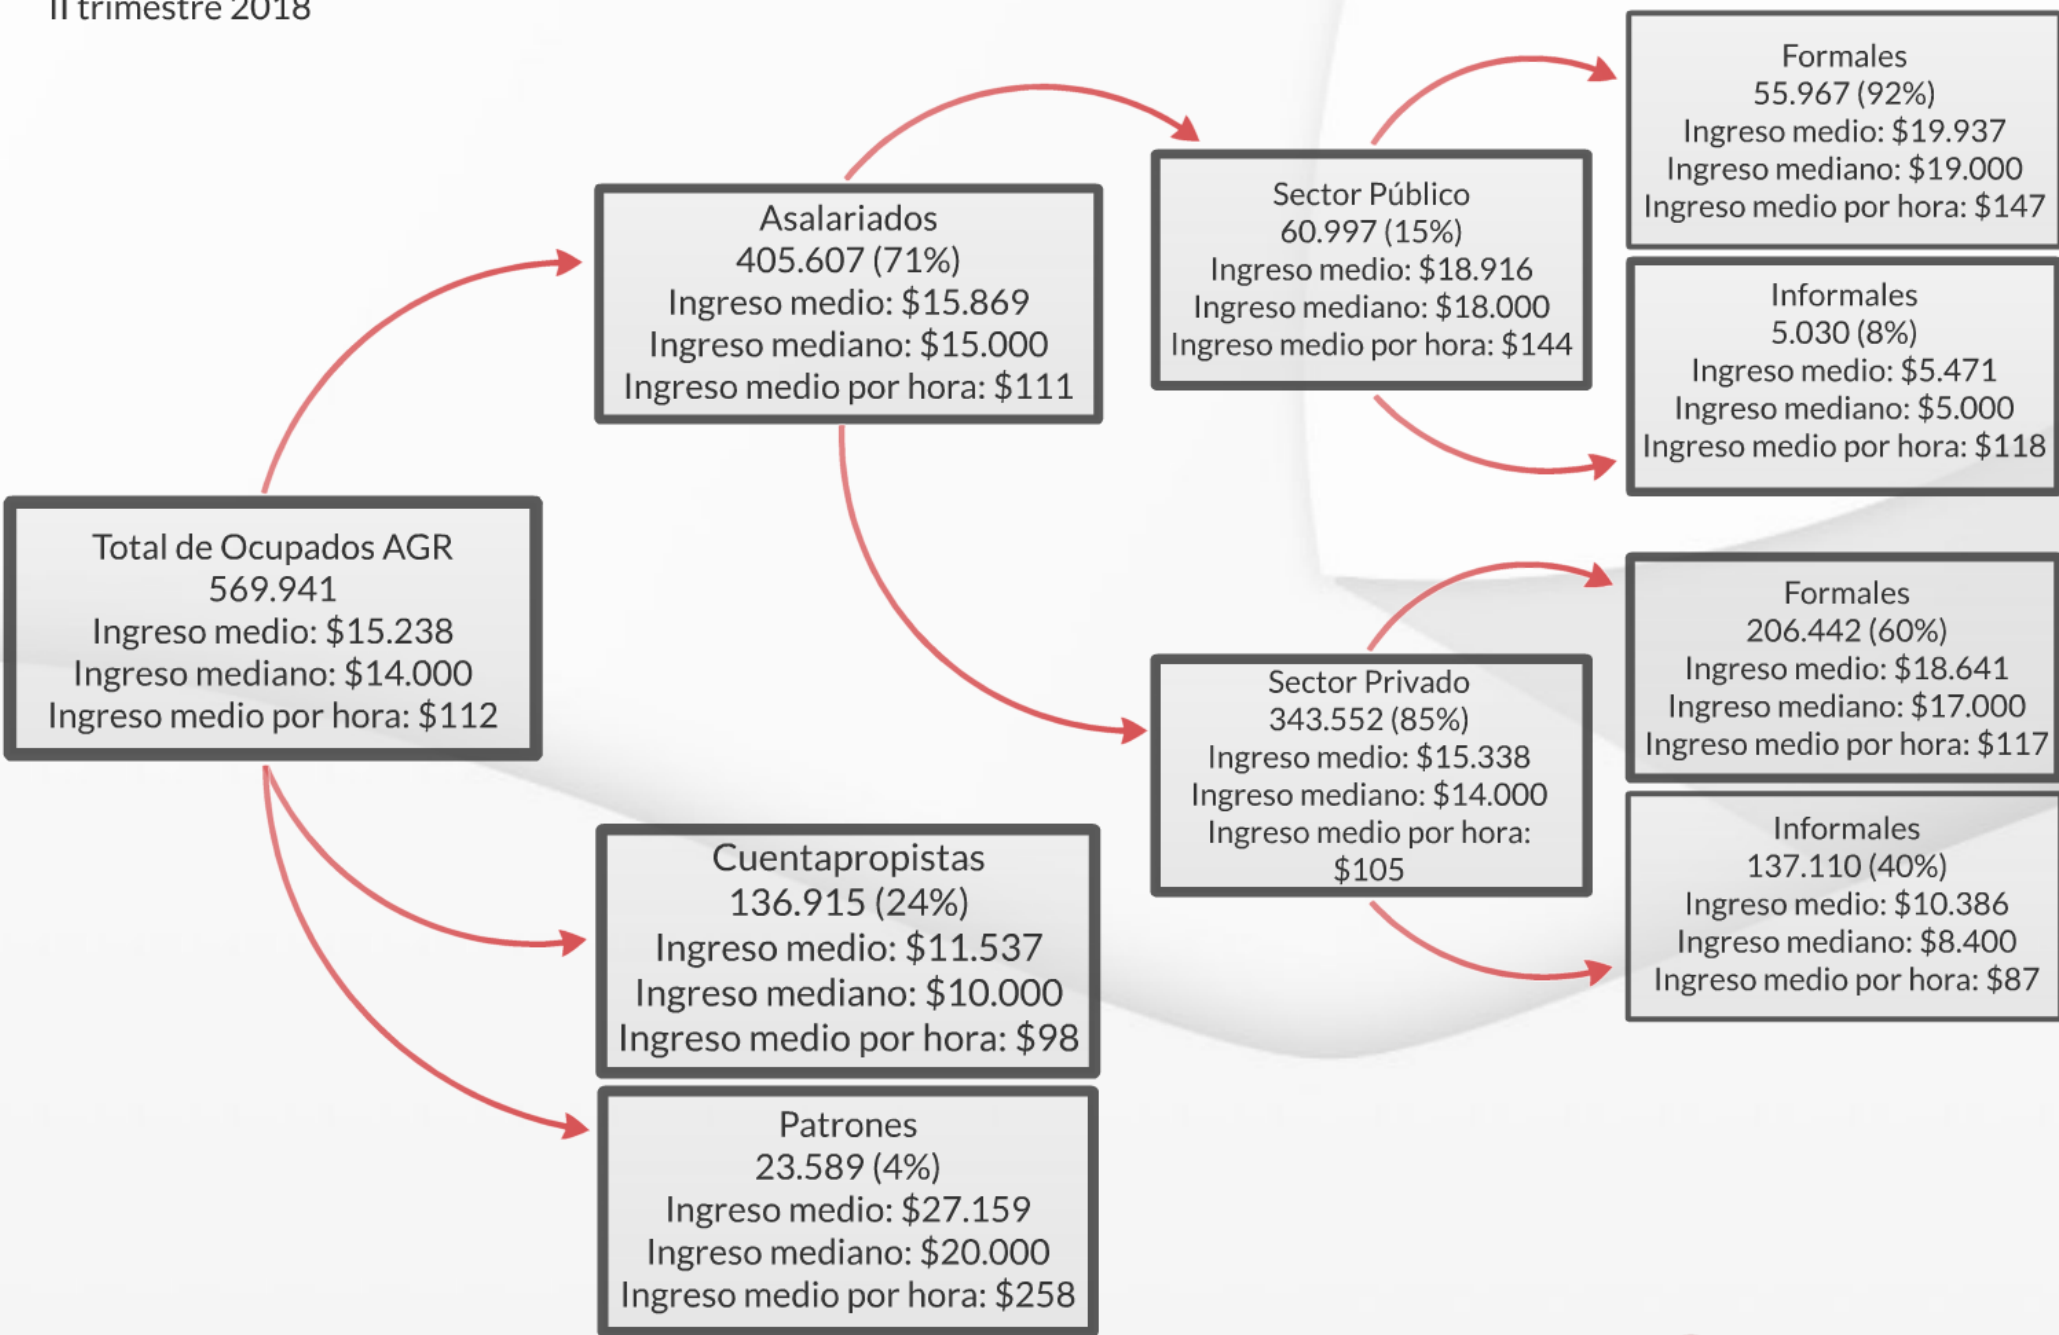 II trimestre 2018
Total de Ocupados AGR
569.941
Ingreso medio: $15.238
Ingreso mediano: $14.000
Ingreso medio por hora: $112
Asalariados
405.607 (71%)
Ingreso medio: $15.869
Ingreso mediano: $15.000
Ingreso medio por hora: $111
Cuentapropistas
136.915 (24%)
Ingreso medio: $11.537
Ingreso mediano: $10.000
Ingreso medio por hora: $98
Patrones
23.589 (4%)
Ingreso medio: $27.159
Ingreso mediano: $20.000
Ingreso medio por hora: $258
Sector Público
60.997 (15%)
Ingreso medio: $18.916
Ingreso mediano: $18.000
Ingreso medio por hora: $144
Sector Privado
343.552 (85%)
Ingreso medio: $15.338
Ingreso mediano: $14.000
Ingreso medio por hora:
$105
Formales
55.967 (92%)
Ingreso medio: $19.937
Ingreso mediano: $19.000
Ingreso medio por hora: $147
Informales
5.030 (8%)
Ingreso medio: $5.471
Ingreso mediano: $5.000
Ingreso medio por hora: $118
Formales
206.442 (60%)
Ingreso medio: $18.641
Ingreso mediano: $17.000
Ingreso medio por hora: $117
Informales
137.110 (40%)
Ingreso medio: $10.386
Ingreso mediano: $8.400
Ingreso medio por hora: $87